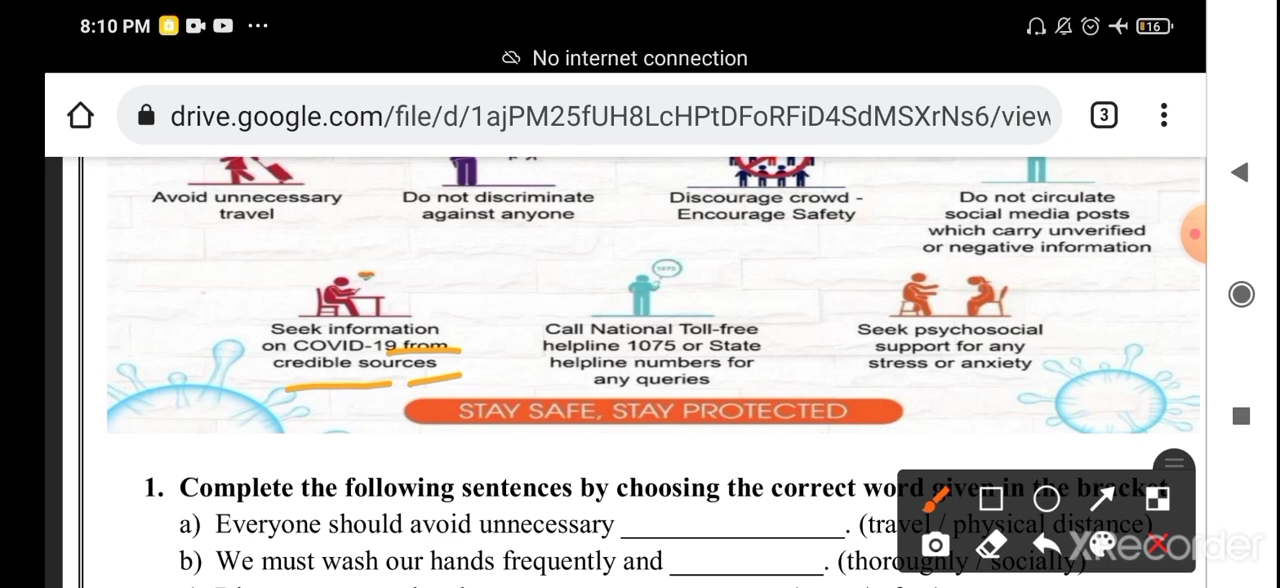 8:10 PM
16
No internet connection
drive.google.com/file/d/1ajPM25fUH8LcHPtDFoRFiD4SdMSXrNs6/view
3
Avoid unnecessary
travel
Do not discriminate
against anyone
Discourage crowd -
Encourage Safety
Do not circulate
social media posts
which carry unverified
or negative information
1075
Seek information
on COVID-19 from
credible sources
Call National Toll-free
helpline 1075 or State
helpline numbers for
any queries
Seek psychosocial
support for any
stress or anxiety
STAY SAFE, STAY PROTECTED
1. Complete the following sentences by choosing the correct word given in the bracket
a) Everyone should avoid unnecessary ____________________. (travel / physical distance)
b) We must wash our hands frequently and ______________. (thoroughly / socially)
XRecorder